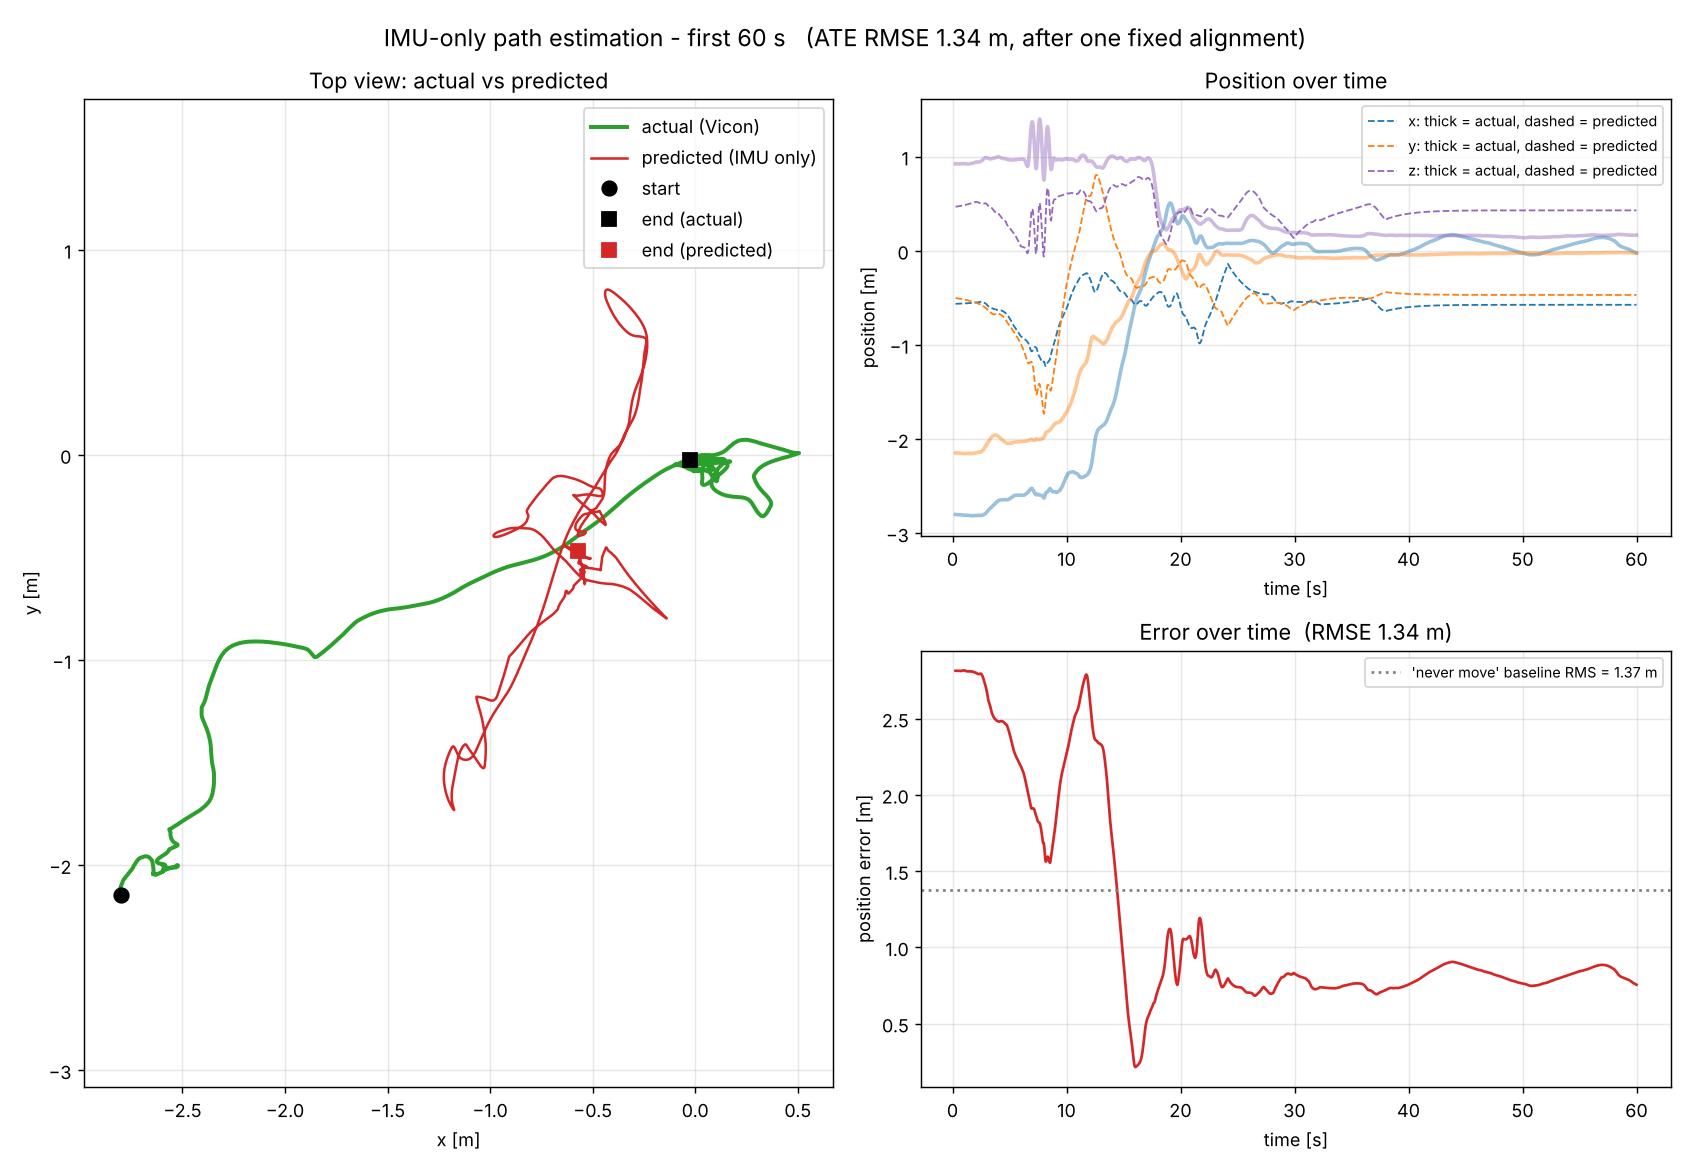 IMU-only path estimation - first 60 s   (ATE RMSE 1.34 m, after one fixed alignment)
Top view: actual vs predicted
actual (Vicon)
predicted (IMU only)
start
end (actual)
end (predicted)
1
0
−1
−2
−3
y [m]
−2.5
−2.0
−1.5
−1.0
−0.5
0.0
0.5
x [m]
Position over time
x: thick = actual, dashed = predicted
y: thick = actual, dashed = predicted
z: thick = actual, dashed = predicted
1
0
−1
−2
−3
position [m]
0
10
20
30
40
50
60
time [s]
Error over time  (RMSE 1.34 m)
'never move' baseline RMS = 1.37 m
2.5
2.0
1.5
1.0
0.5
position error [m]
0
10
20
30
40
50
60
time [s]